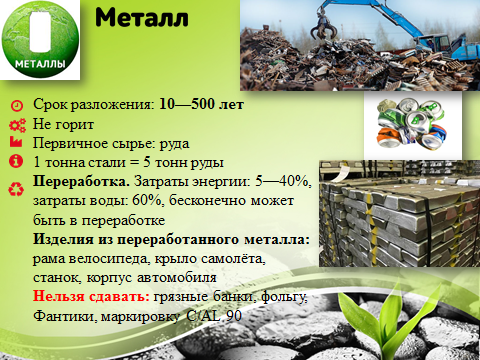 Металл
МЕТАЛЛЫ
Срок разложения: 10—500 лет
Не горит
Первичное сырье: руда
1 тонна стали = 5 тонн руды
Переработка. Затраты энергии: 5—40%,
затраты воды: 60%, бесконечно может
быть в переработке
Изделия из переработанного металла:
рама велосипеда, крыло самолёта,
станок, корпус автомобиля
Нельзя сдавать: грязные банки, фольгу,
Фантики, маркировку C/AL 90